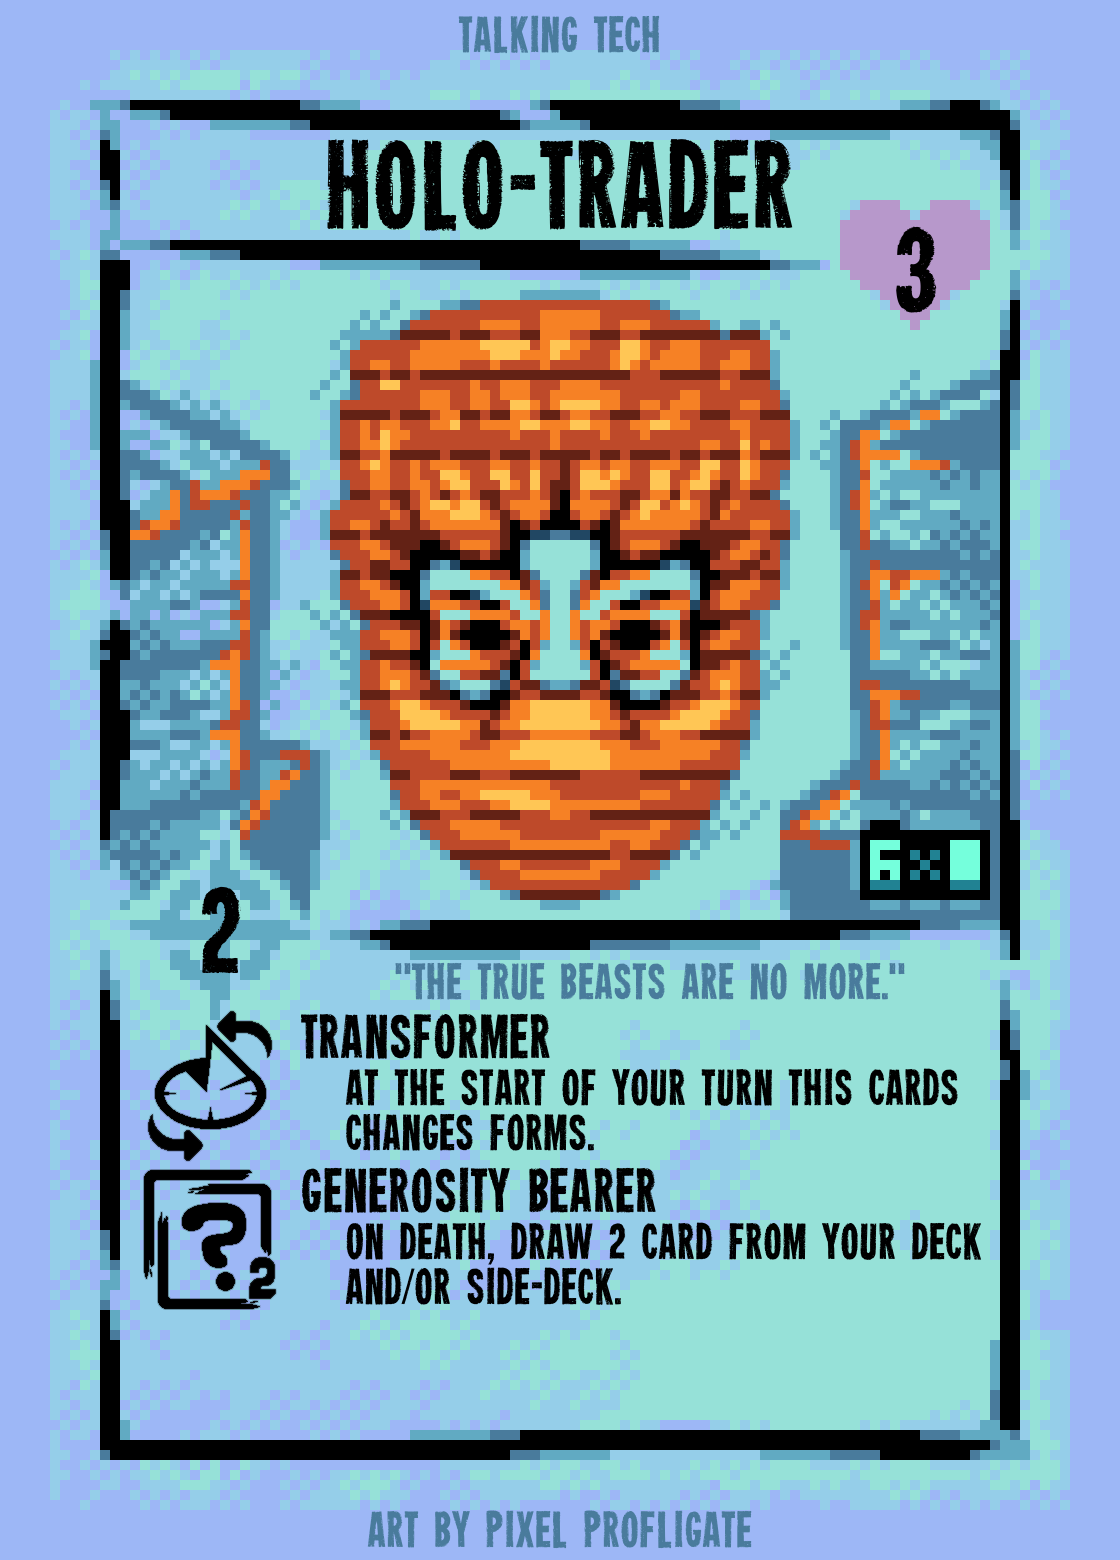 TALKING TECH
HOLO-TRADER
3
6x
2
"THE TRUE BEASTS ARE NO MORE."
TRANSFORMER
AT THE START OF YOUR TURN THIS CARDS
CHANGES FORMS.
GENEROSITY BEARER
ON DEATH, DRAW 2 CARD FROM YOUR DECK
AND/OR SIDE-DECK.
?2
ART BY PIXEL PROFLIGATE